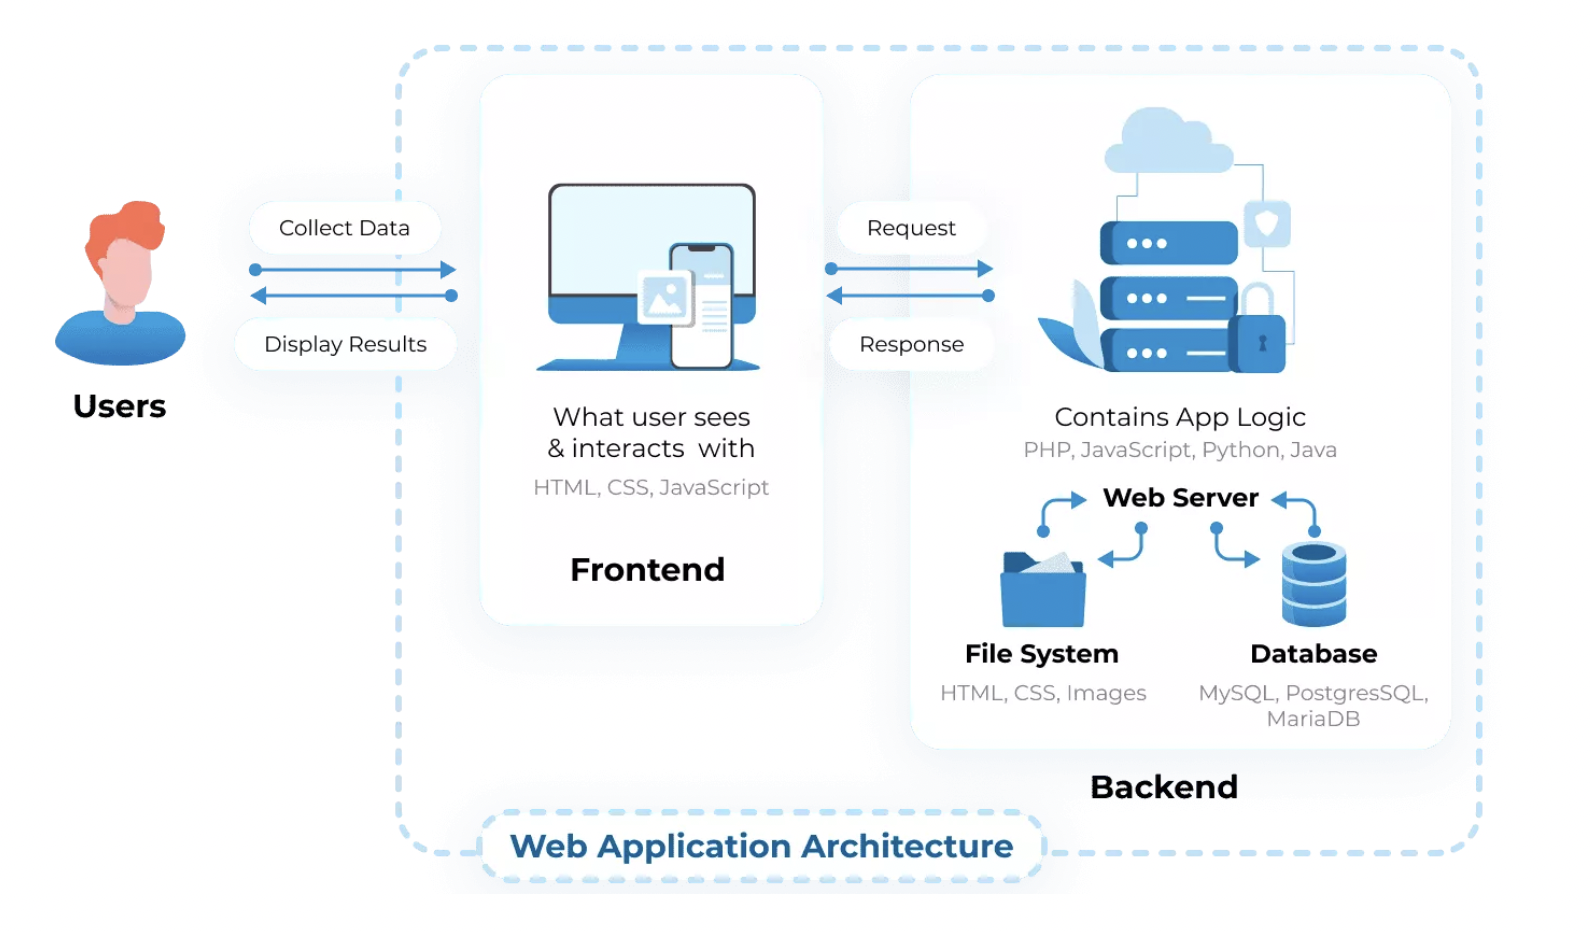 Collect Data
Display Results
Users
What user sees
& interacts with
HTML, CSS, JavaScript
Frontend
Request
Response
Contains App Logic
PHP, JavaScript, Python, Java
Web Server
File System
HTML, CSS, Images
Database
MySQL, PostgresSQL,
MariaDB
Backend
Web Application Architecture